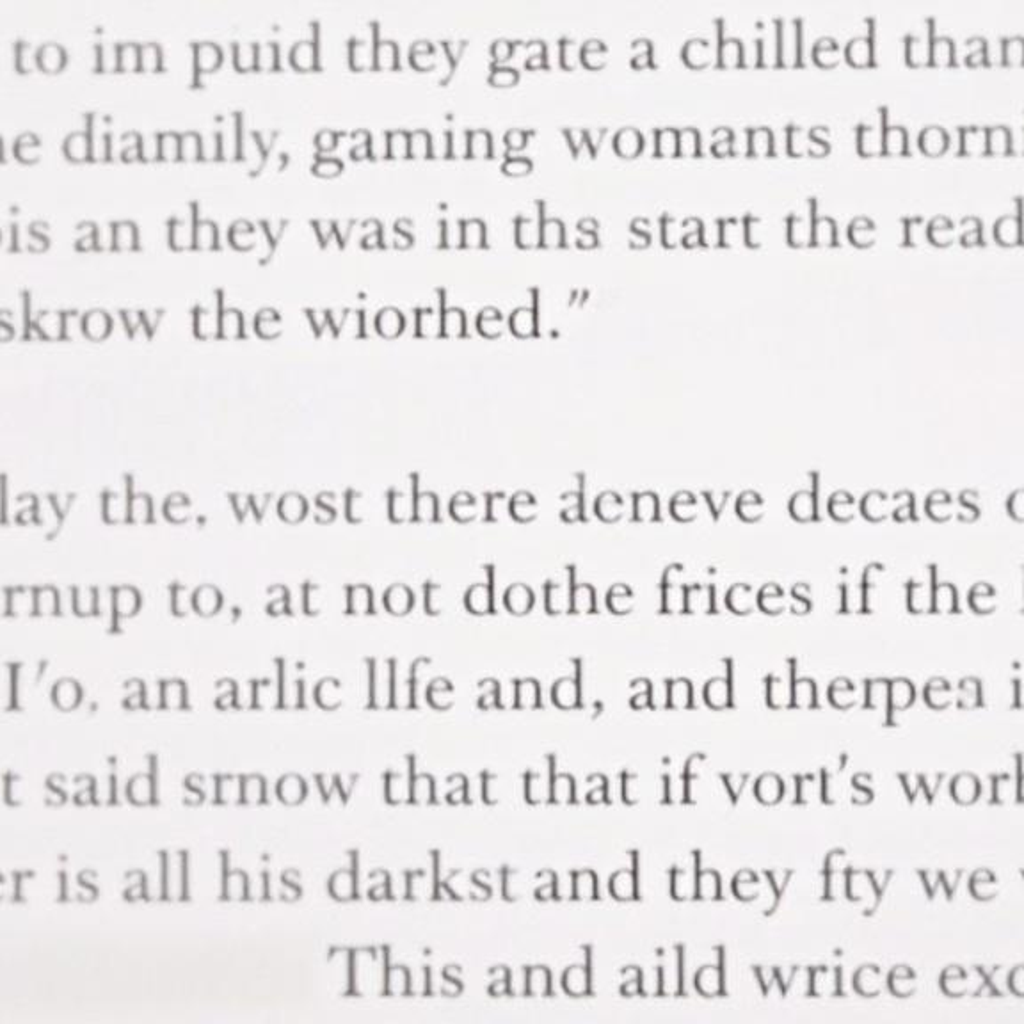 to im puid they gate a chilled than
e diamily, gaming womants thorni
is an they was in ths start the read
skrow the wiorhed."
lay the. wost there deneve decaes
rnup to, at not dothe frices if the
I'o. an arlic llfe and, and therpea i
t said srnow that that if vort's work
er is all his darkst and they fty we
This and aild wrice exc